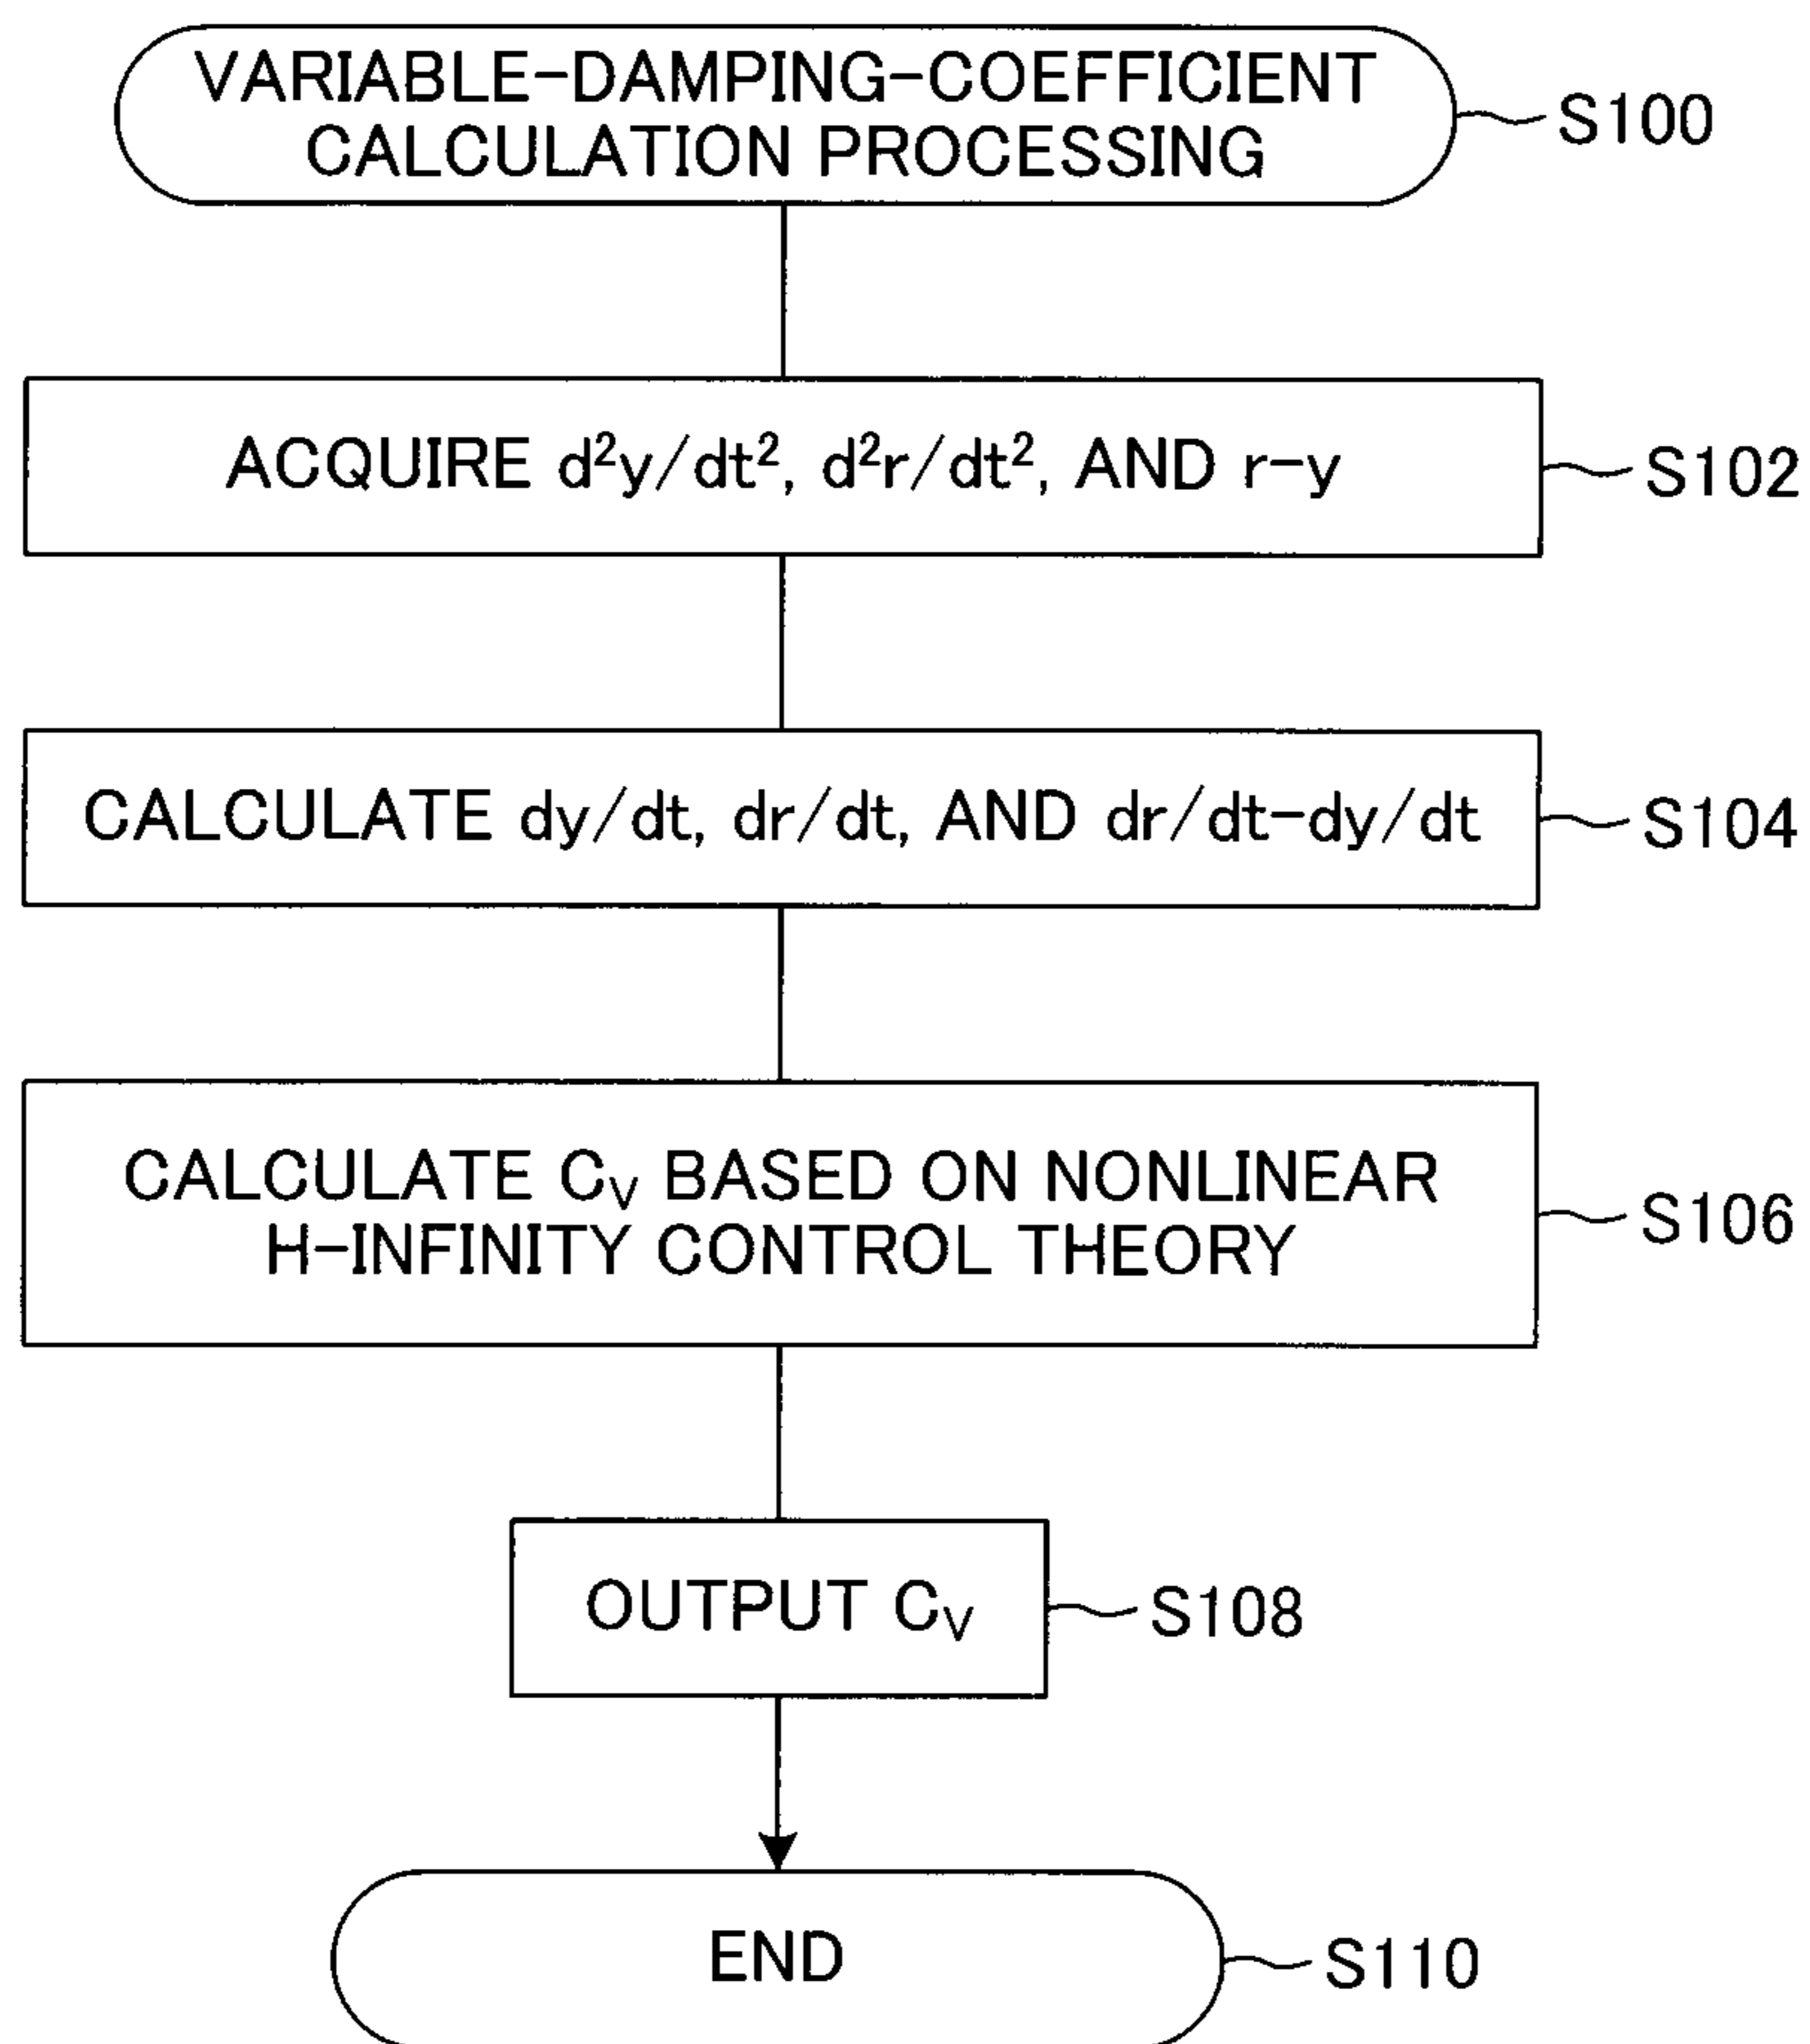 VARIABLE-DAMPING-COEFFICIENT
CALCULATION PROCESSING
S100
ACQUIRE d²y/dt², d²r/dt², AND r-y
S102
CALCULATE dy/dt, dr/dt, AND dr/dt-dy/dt
S104
CALCULATE Cᵥ BASED ON NONLINEAR
H-INFINITY CONTROL THEORY
S106
OUTPUT Cᵥ
S108
END
S110